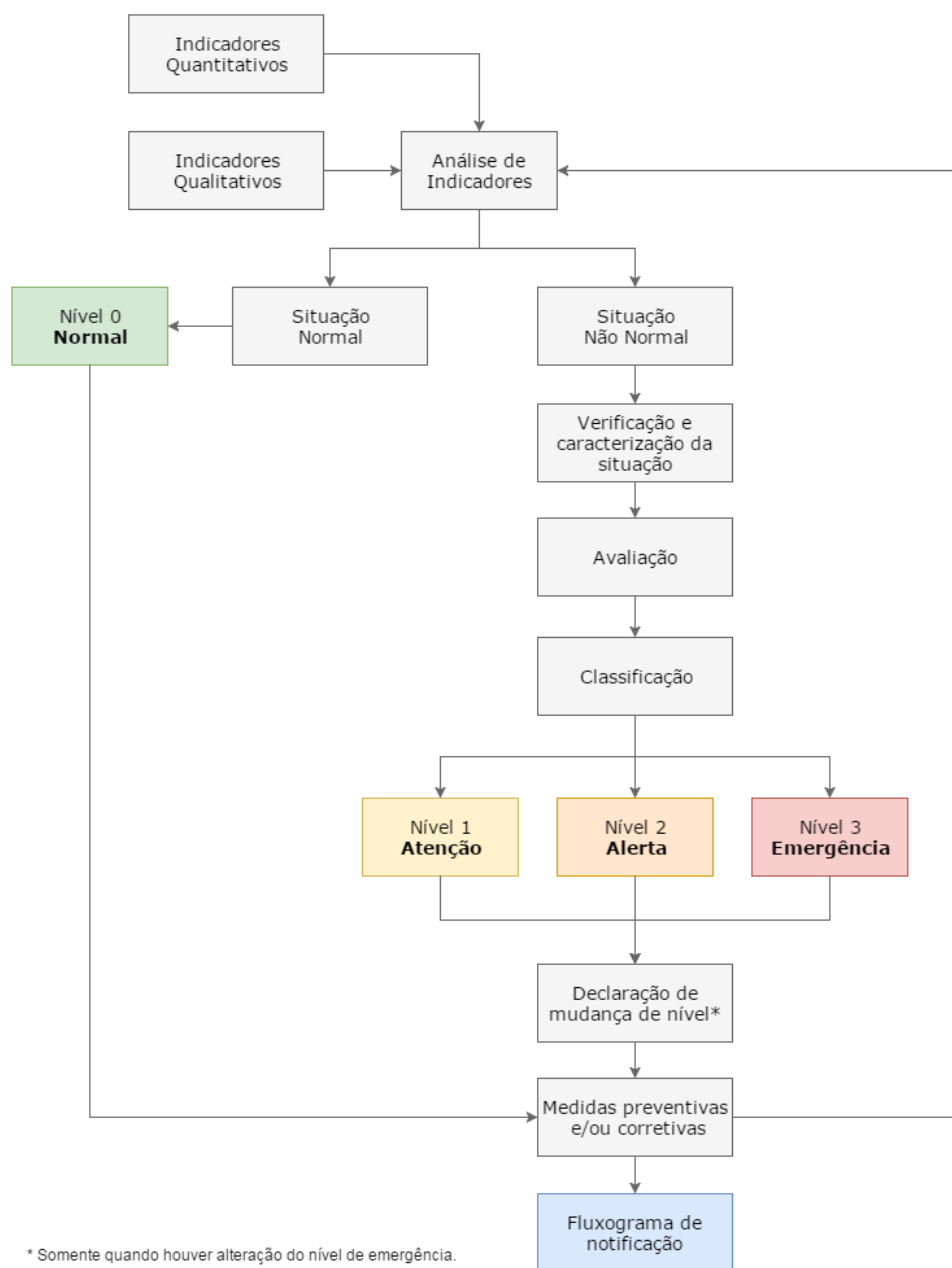 Indicadores
Quantitativos
Indicadores
Qualitativos
Análise de
Indicadores
Nível 0
Normal
Situação
Normal
Situação
Não Normal
Verificação e
caracterização da
situação
Avaliação
Classificação
Nível 1
Atenção
Nível 2
Alerta
Nível 3
Emergência
Declaração de
mudança de nível*
Medidas preventivas
e/ou corretivas
Fluxograma de
notificação
* Somente quando houver alteração do nível de emergência.